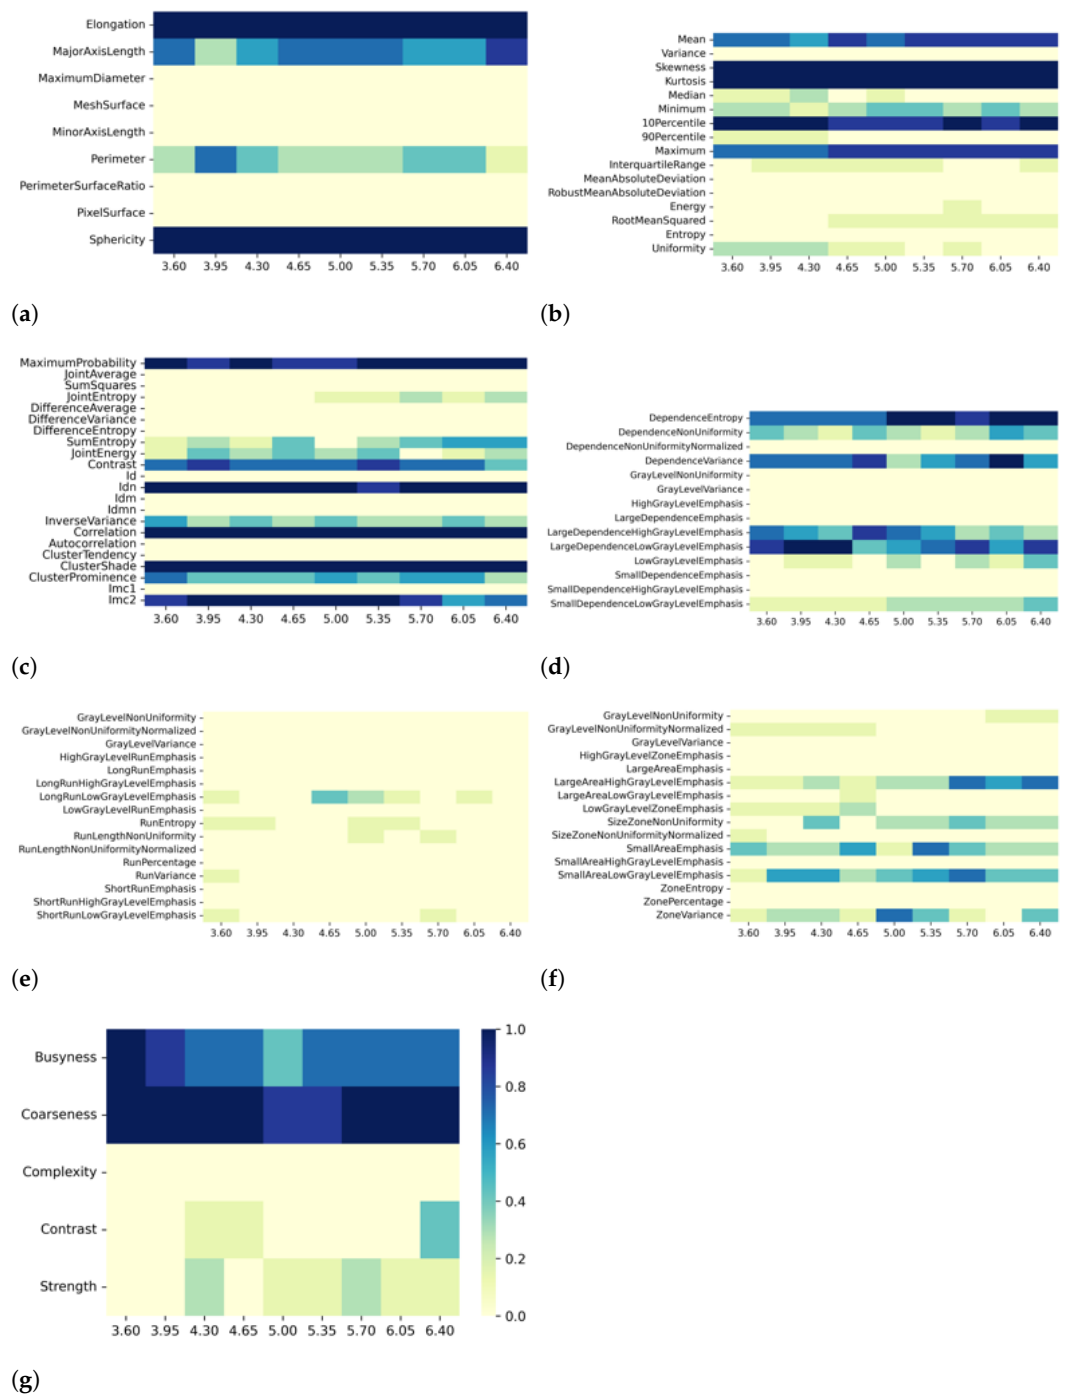 Elongation
MajorAxisLength
MaximumDiameter
MeshSurface
MinorAxisLength
Perimeter
PerimeterSurfaceRatio
PixelSurface
Sphericity
3.60 3.95 4.30 4.65 5.00 5.35 5.70 6.05 6.40
(a)
Mean
Variance
Skewness
Kurtosis
Median
Minimum
10Percentile
90Percentile
Maximum
InterquartileRange
MeanAbsoluteDeviation
RobustMeanAbsoluteDeviation
Energy
RootMeanSquared
Entropy
Uniformity
3.60 3.95 4.30 4.65 5.00 5.35 5.70 6.05 6.40
(b)
MaximumProbability
JointAverage
SumSquares
JointEntropy
DifferenceAverage
DifferenceVariance
DifferenceEntropy
SumEntropy
JointEnergy
Contrast
Id
Idn
Idm
Idmn
InverseVariance
Correlation
Autocorrelation
ClusterTendency
ClusterShade
ClusterProminence
Imc1
Imc2
3.60 3.95 4.30 4.65 5.00 5.35 5.70 6.05 6.40
(c)
DependenceEntropy
DependenceNonUniformity
DependenceNonUniformityNormalized
DependenceVariance
GrayLevelNonUniformity
GrayLevelVariance
HighGrayLevelEmphasis
LargeDependenceEmphasis
LargeDependenceHighGrayLevelEmphasis
LargeDependenceLowGrayLevelEmphasis
LowGrayLevelEmphasis
SmallDependenceEmphasis
SmallDependenceHighGrayLevelEmphasis
SmallDependenceLowGrayLevelEmphasis
3.60 3.95 4.30 4.65 5.00 5.35 5.70 6.05 6.40
(d)
GrayLevelNonUniformity
GrayLevelNonUniformityNormalized
GrayLevelVariance
HighGrayLevelRunEmphasis
LongRunEmphasis
LongRunHighGrayLevelEmphasis
LongRunLowGrayLevelEmphasis
LowGrayLevelRunEmphasis
RunEntropy
RunLengthNonUniformity
RunLengthNonUniformityNormalized
RunPercentage
RunVariance
ShortRunEmphasis
ShortRunHighGrayLevelEmphasis
ShortRunLowGrayLevelEmphasis
3.60 3.95 4.30 4.65 5.00 5.35 5.70 6.05 6.40
(e)
GrayLevelNonUniformity
GrayLevelNonUniformityNormalized
GrayLevelVariance
HighGrayLevelZoneEmphasis
LargeAreaEmphasis
LargeAreaHighGrayLevelEmphasis
LargeAreaLowGrayLevelEmphasis
LowGrayLevelZoneEmphasis
SizeZoneNonUniformity
SizeZoneNonUniformityNormalized
SmallAreaEmphasis
SmallAreaHighGrayLevelEmphasis
SmallAreaLowGrayLevelEmphasis
ZoneEntropy
ZonePercentage
ZoneVariance
3.60 3.95 4.30 4.65 5.00 5.35 5.70 6.05 6.40
(f)
Busyness
Coarseness
Complexity
Contrast
Strength
3.60 3.95 4.30 4.65 5.00 5.35 5.70 6.05 6.40
1.0
0.8
0.6
0.4
0.2
0.0
(g)